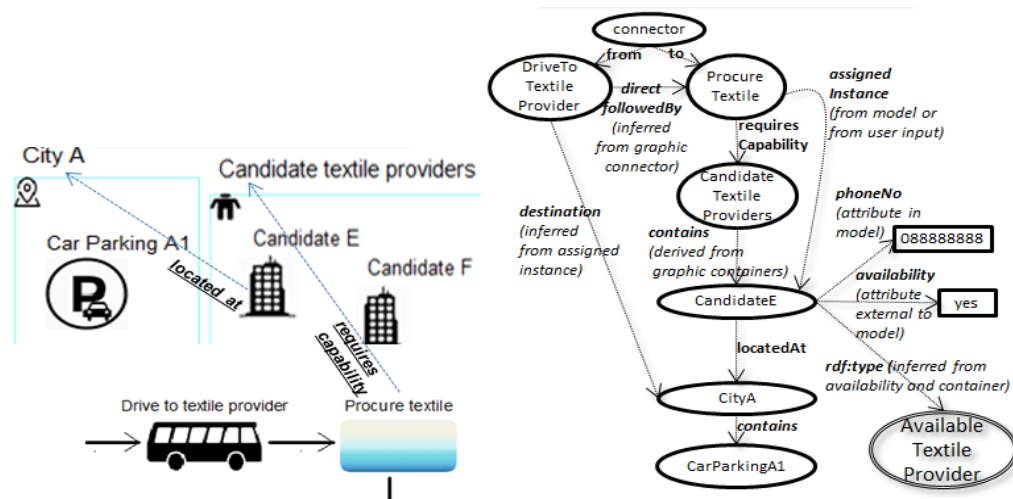 City A
Car Parking A1
located at
Candidate textile providers
Candidate E
Candidate F
requires
capability
Drive to textile provider
Procure textile
connector
from
to
DriveTo
Textile
Provider
direct
followedBy
(inferred
from graphic
connector)
Procure
Textile
assigned
Instance
(from model or
from user input)
requires
Capability
Candidate
Textile
Providers
destination
(inferred
from assigned
instance)
contains
(derived from
graphic containers)
phoneNo
(attribute in
model)
088888888
CandidateE
availability
(attribute
external to
model)
yes
locatedAt
rdf:type (inferred from
availability and container)
CityA
contains
CarParkingA1
Available
Textile
Provider